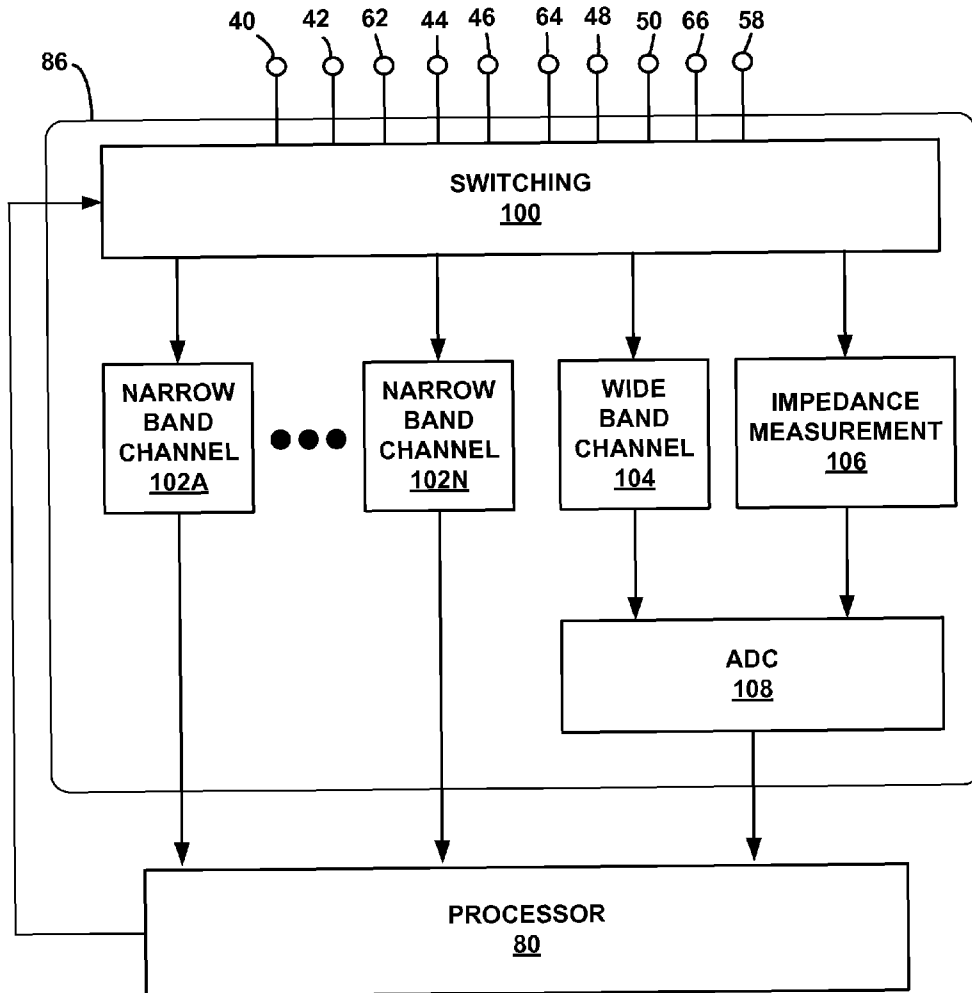 40 42 62 44 46 64 48 50 66 58
86
SWITCHING
100
NARROW
BAND
CHANNEL
102A
NARROW
BAND
CHANNEL
102N
WIDE
BAND
CHANNEL
104
IMPEDANCE
MEASUREMENT
106
ADC
108
PROCESSOR
80